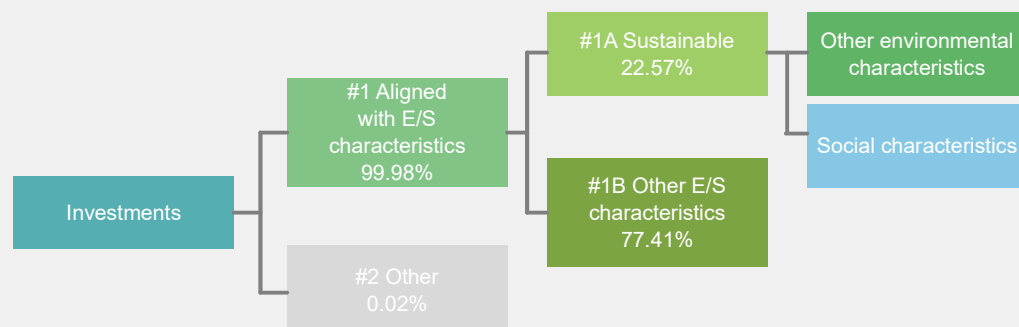 Investments
#1 Aligned
with E/S
characteristics
99.98%
#2 Other
0.02%
#1A Sustainable
22.57%
#1B Other E/S
characteristics
77.41%
Other environmental
characteristics
Social characteristics